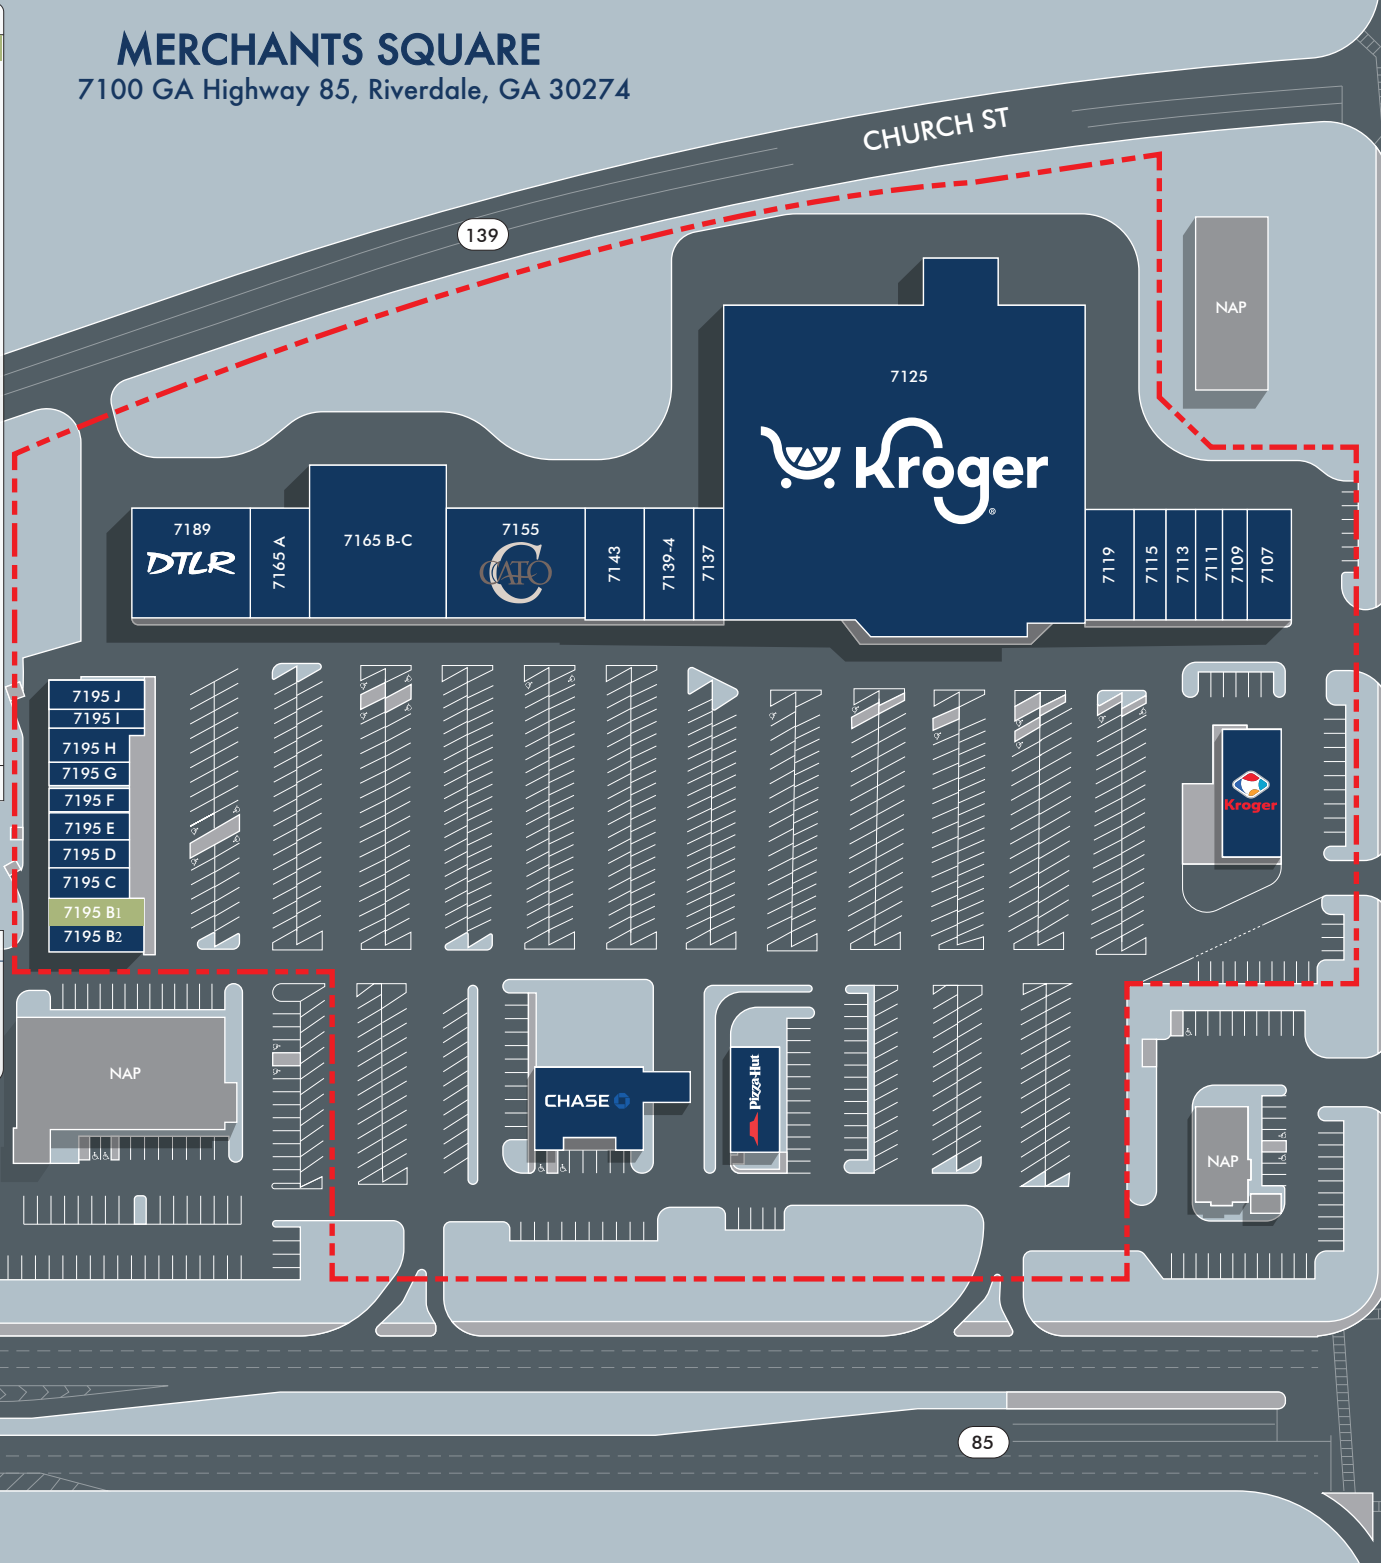 MERCHANTS SQUARE
7100 GA Highway 85, Riverdale, GA 30274
CHURCH ST
139
NAP
7125
Kroger
®
7189
DTLR
7165 A
7165 B-C
7155
CATO
7143
7139-4
7137
7119
7115
7113
7111
7109
7107
7195 J
7195 I
7195 H
7195 G
7195 F
7195 E
7195 D
7195 C
7195 B1
7195 B2
Kroger
NAP
CHASE
Pizza Hut
NAP
85